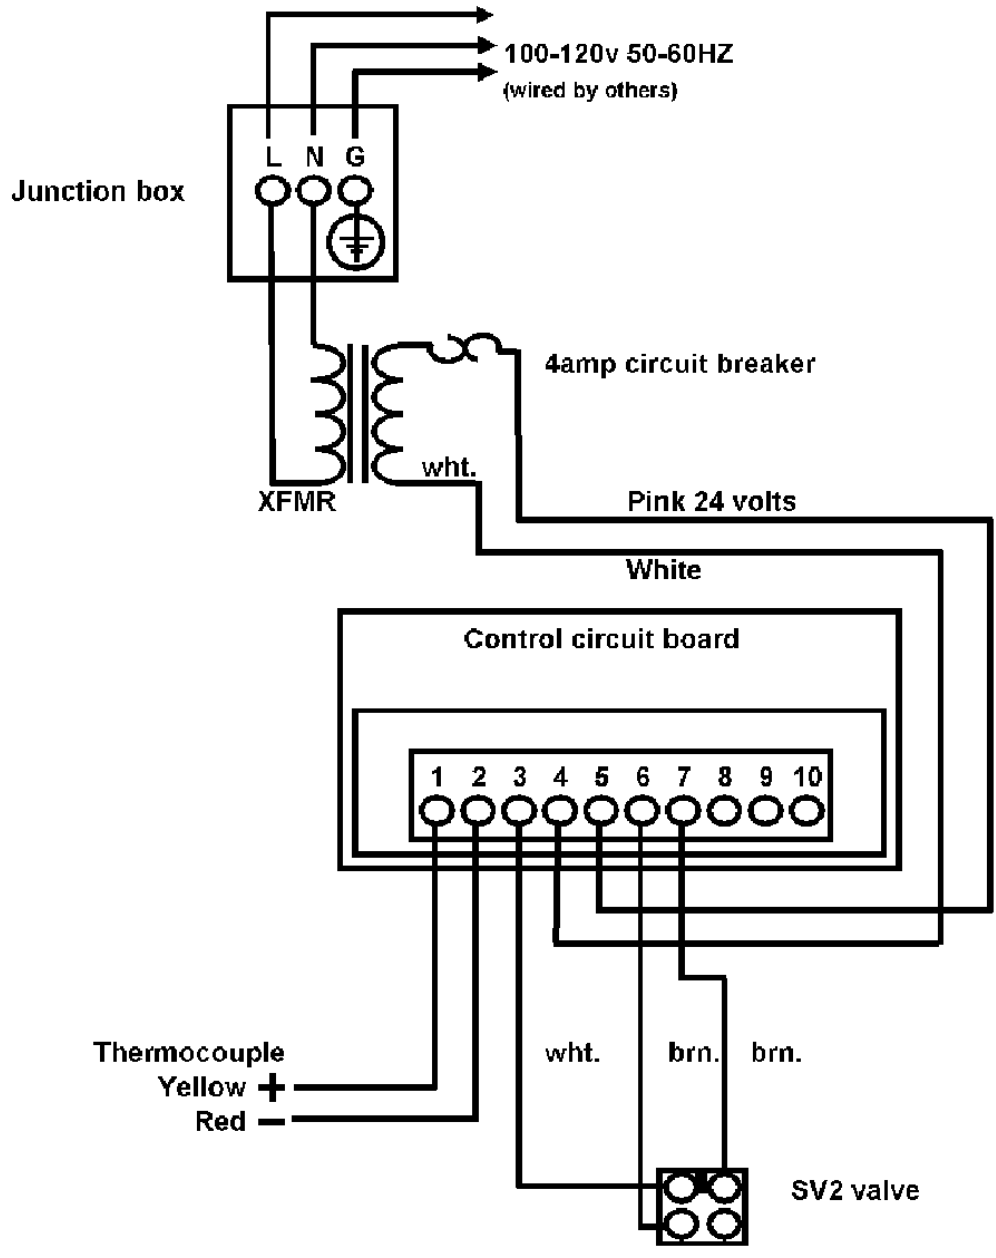 100-120v 50-60HZ
(wired by others)
L N G
Junction box
4amp circuit breaker
wht.
XFMR
Pink 24 volts
White
Control circuit board
1 2 3 4 5 6 7 8 9 10
wht. brn. brn.
Thermocouple
Yellow +
Red −
SV2 valve